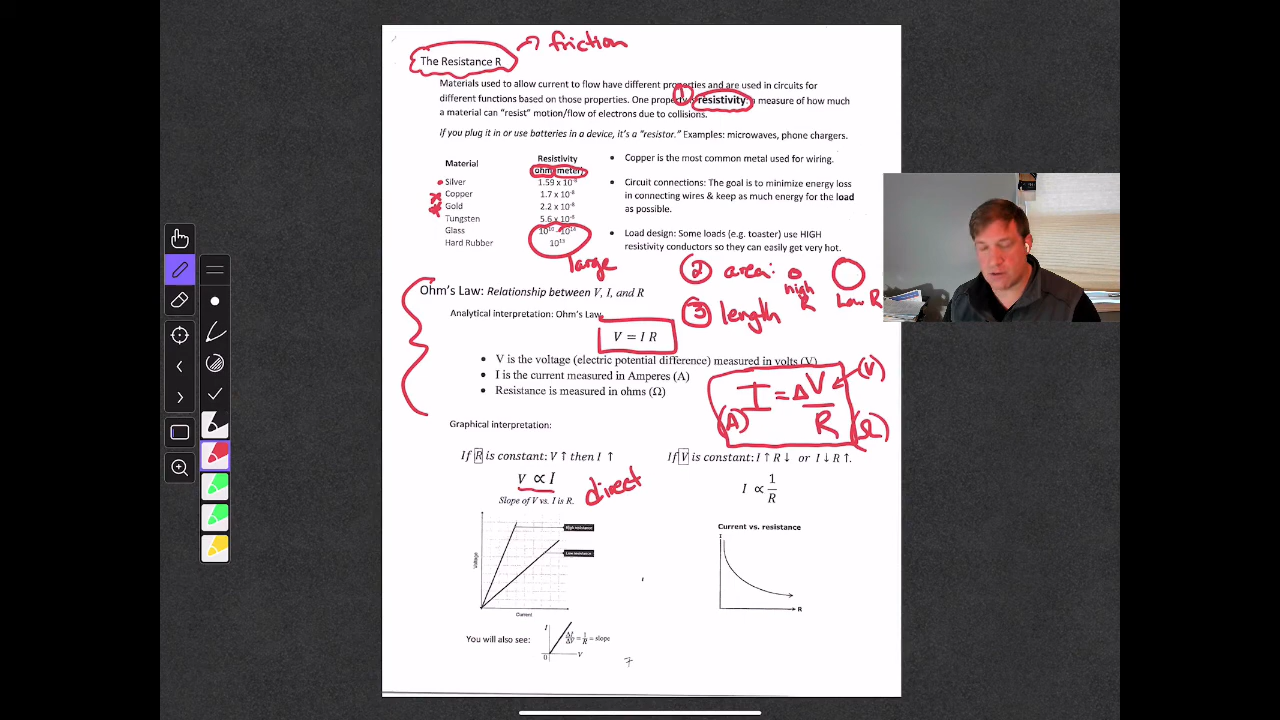 The Resistance R
→ friction
Materials used to allow current to flow have different properties and are used in circuits for
different functions based on those properties. One property is resistivity, a measure of how much
①
a material can "resist" motion/flow of electrons due to collisions.
If you plug it in or use batteries in a device, it's a "resistor." Examples: microwaves, phone chargers.
Material Resistivity
(ohm meter)
Silver 1.59 x 10⁻⁸
Copper 1.7 x 10⁻⁸
Gold 2.2 x 10⁻⁸
Tungsten 5.6 x 10⁻⁸
Glass 10¹⁰ - 10¹⁴
Hard Rubber 10¹³
large
• Copper is the most common metal used for wiring.
• Circuit connections: The goal is to minimize energy loss
in connecting wires & keep as much energy for the load
as possible.
• Load design: Some loads (e.g. toaster) use HIGH
resistivity conductors so they can easily get very hot.
② area:
high R
Low R
③ length
Ohm's Law: Relationship between V, I, and R
Analytical interpretation: Ohm's Law
V = I R
• V is the voltage (electric potential difference) measured in volts (V)
• I is the current measured in Amperes (A)
• Resistance is measured in ohms (Ω)
I = ΔV/R
(V)
(A)
(Ω)
Graphical interpretation:
If R is constant: V ↑ then I ↑
V ∝ I
direct
Slope of V vs. I is R.
High resistance
Low resistance
Voltage
Current
You will also see:
I
ΔI/ΔV = 1/R = slope
0
V
If V is constant: I ↑ R ↓ or I ↓ R ↑.
I ∝ 1/R
Current vs. resistance
I
R
7